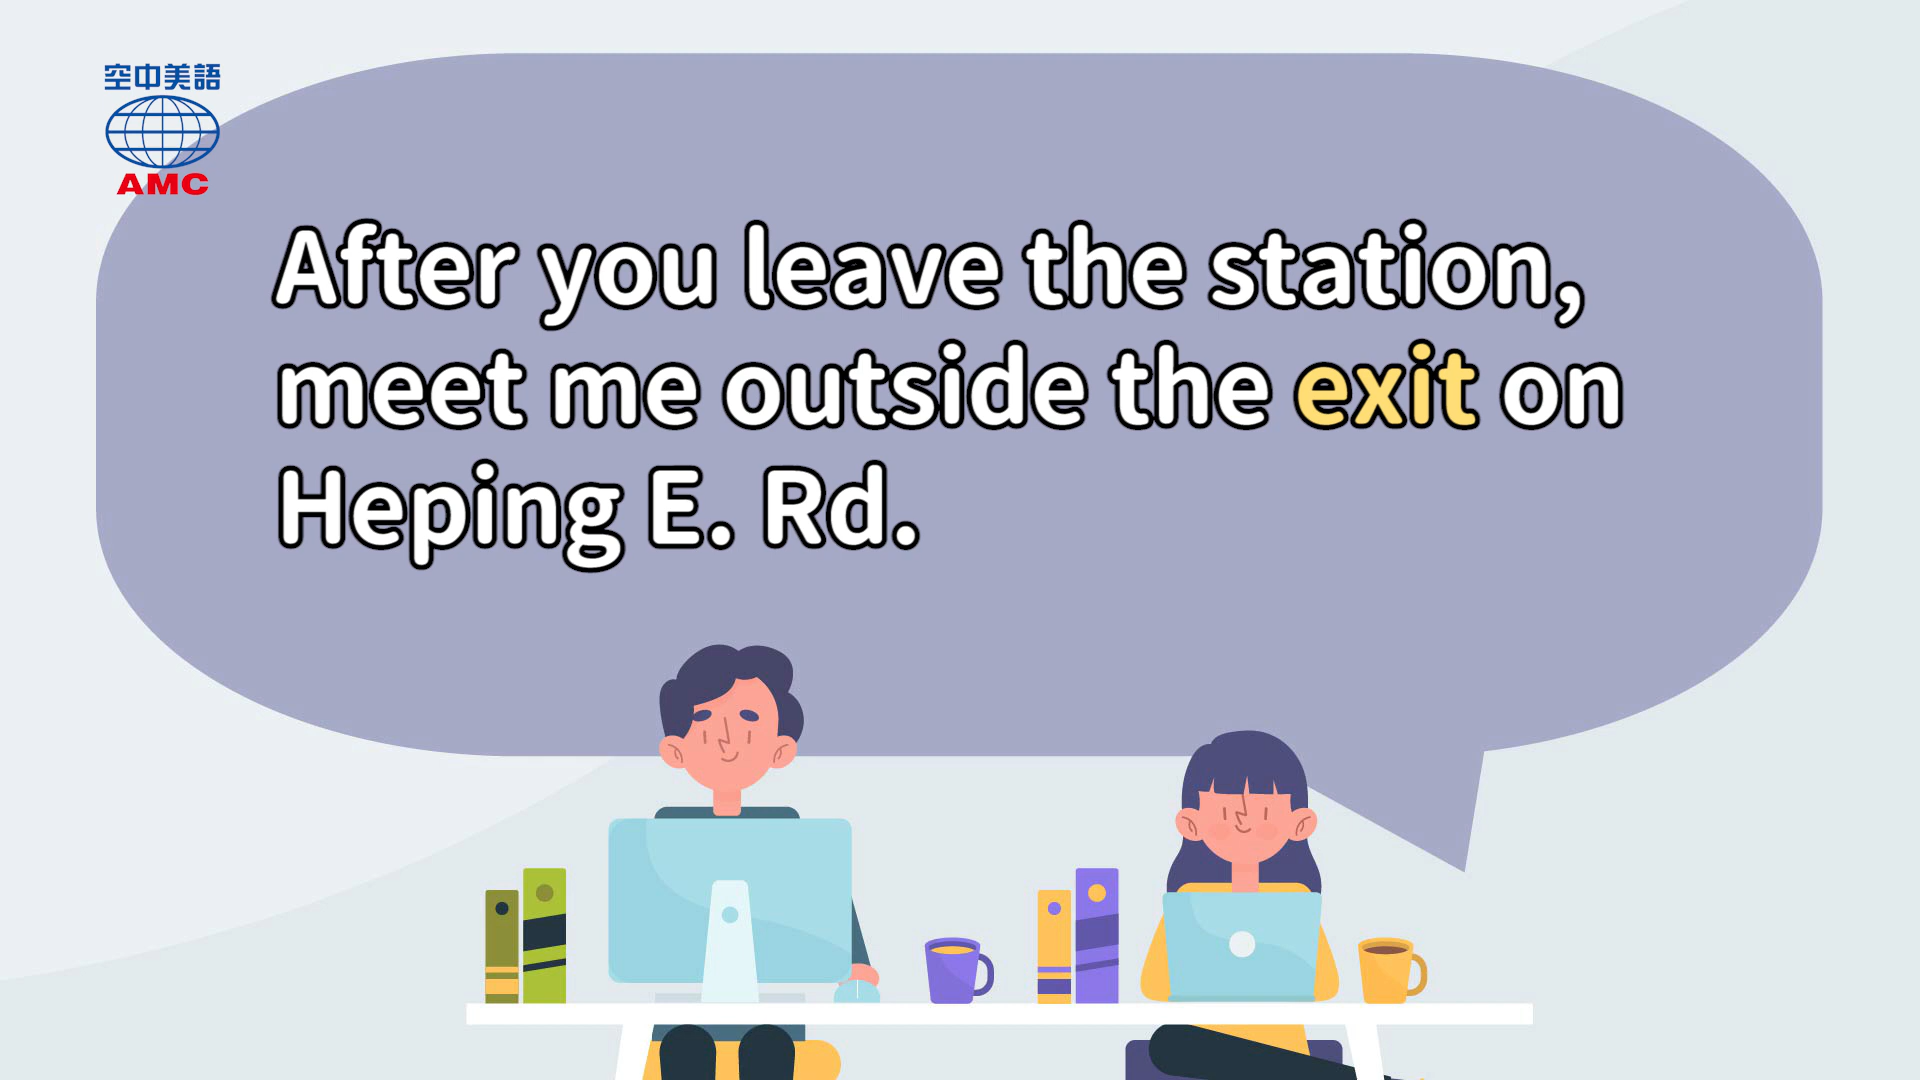 空中美語
AMC
After you leave the station,
meet me outside the exit on
Heping E. Rd.